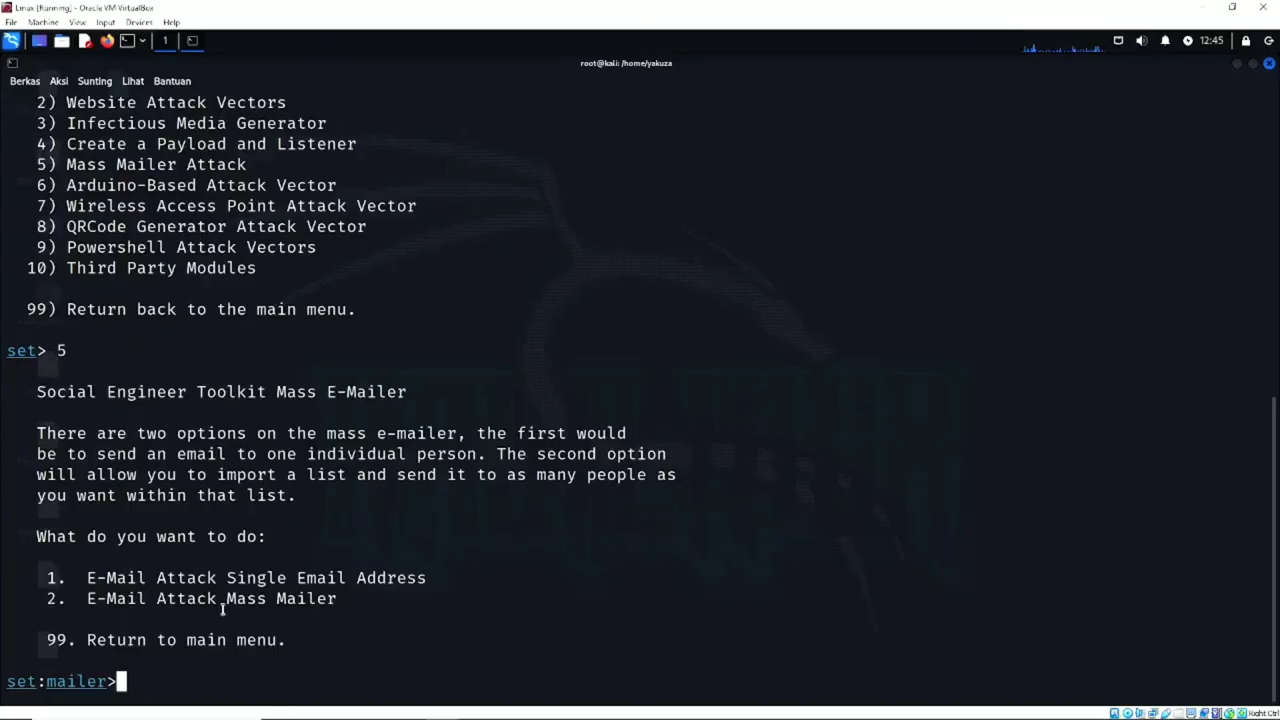 Linux [Running] - Oracle VM VirtualBox
File Machine View Input Devices Help
1 12:45
root@kali: /home/yakuza
Berkas Aksi Sunting Lihat Bantuan
2) Website Attack Vectors
3) Infectious Media Generator
4) Create a Payload and Listener
5) Mass Mailer Attack
6) Arduino-Based Attack Vector
7) Wireless Access Point Attack Vector
8) QRCode Generator Attack Vector
9) Powershell Attack Vectors
10) Third Party Modules
99) Return back to the main menu.
set> 5
Social Engineer Toolkit Mass E-Mailer
There are two options on the mass e-mailer, the first would
be to send an email to one individual person. The second option
will allow you to import a list and send it to as many people as
you want within that list.
What do you want to do:
1. E-Mail Attack Single Email Address
2. E-Mail Attack Mass Mailer
99. Return to main menu.
set:mailer>
Right Ctrl